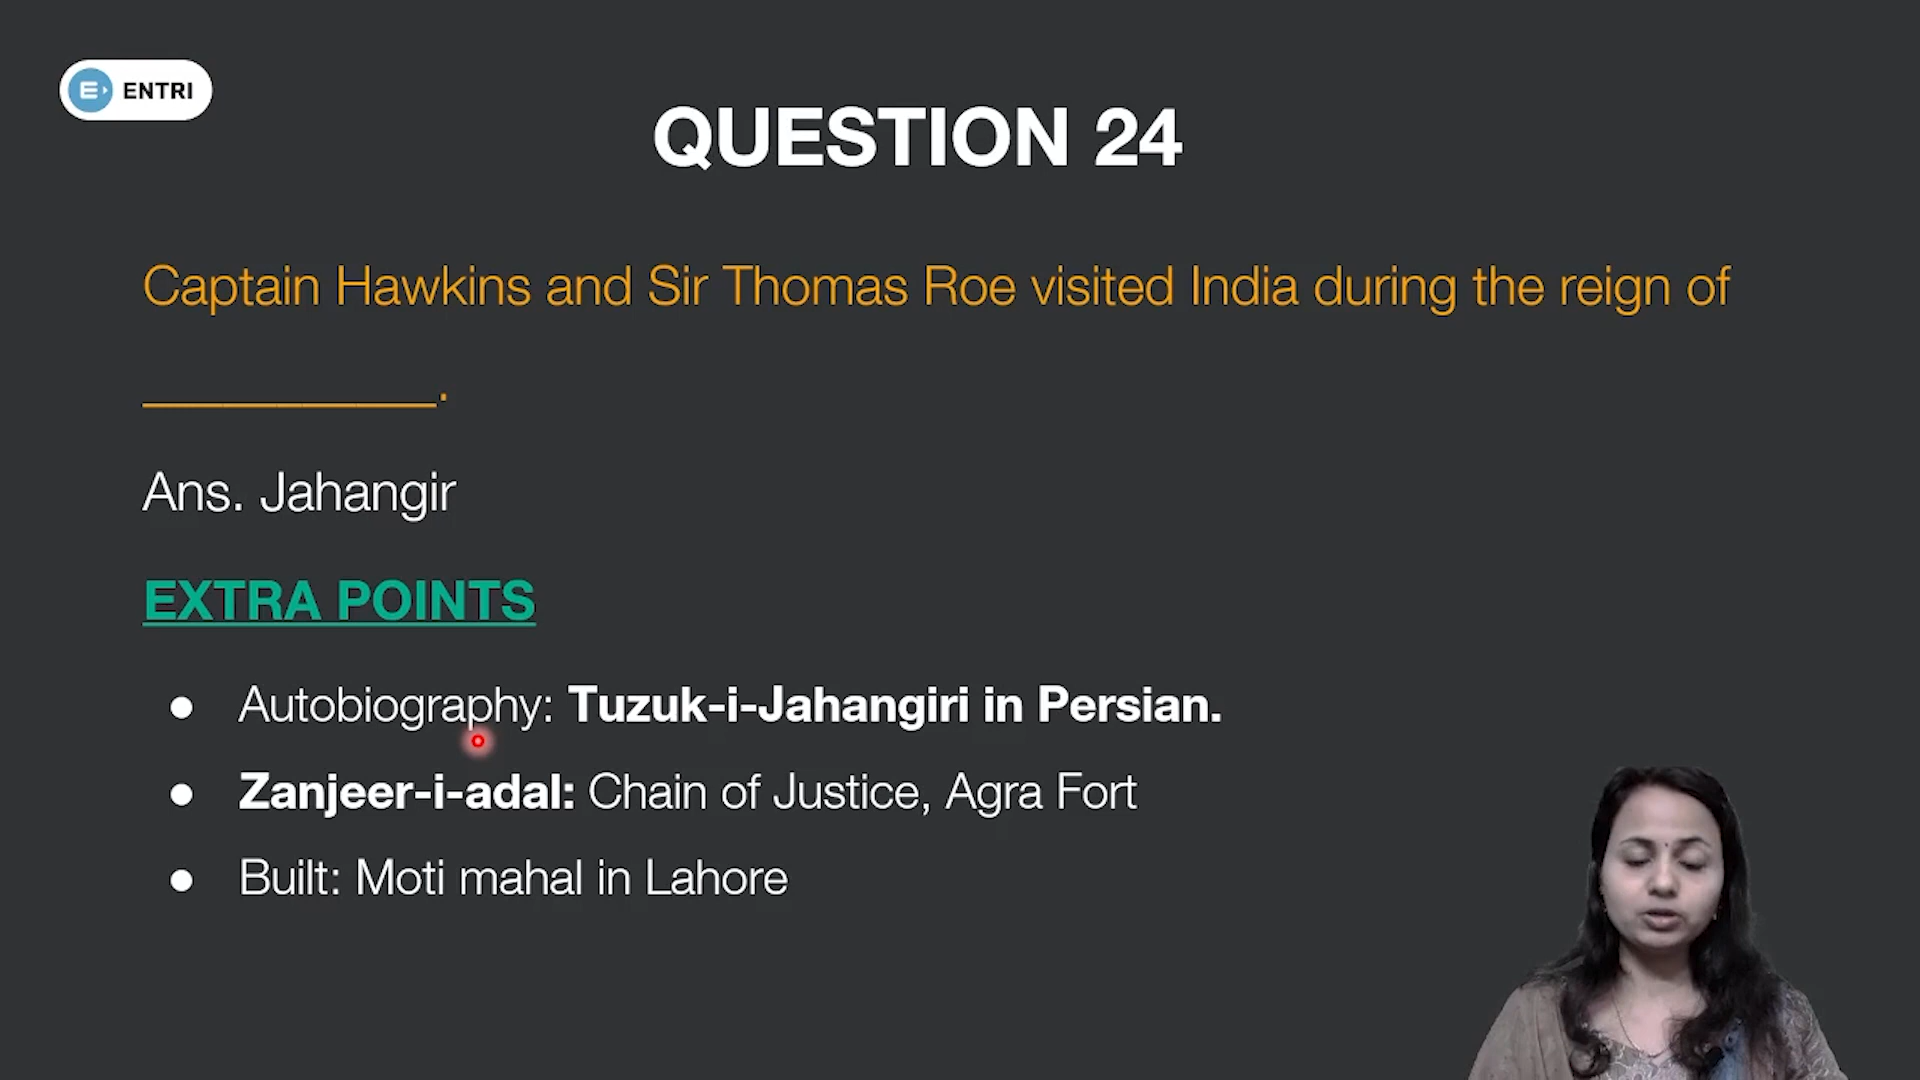 ENTRI
QUESTION 24
Captain Hawkins and Sir Thomas Roe visited India during the reign of
___________.
Ans. Jahangir
EXTRA POINTS
● Autobiography: Tuzuk-i-Jahangiri in Persian.
● Zanjeer-i-adal: Chain of Justice, Agra Fort
● Built: Moti mahal in Lahore